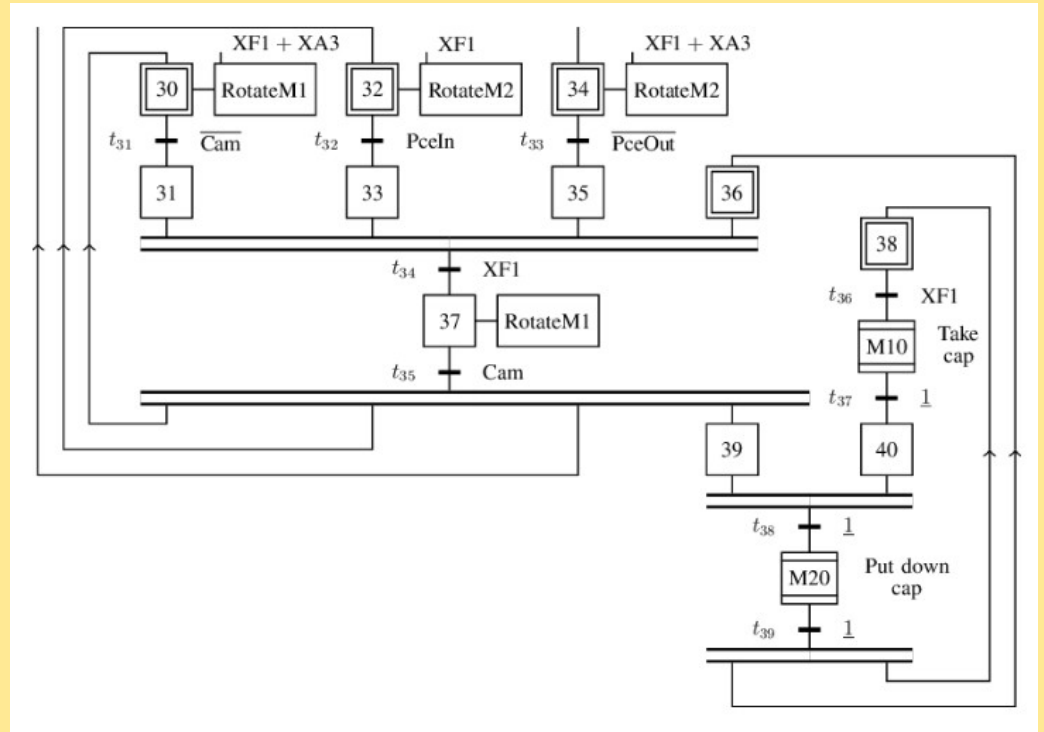 XF1 + XA3
XF1
XF1 + XA3
30
RotateM1
32
RotateM2
34
RotateM2
t31
Cam
t32
PceIn
t33
PceOut
31
33
35
36
38
t34
XF1
t36
XF1
37
RotateM1
M10
Take
cap
t35
Cam
t37
1
39
40
t38
1
M20
Put down
cap
t39
1